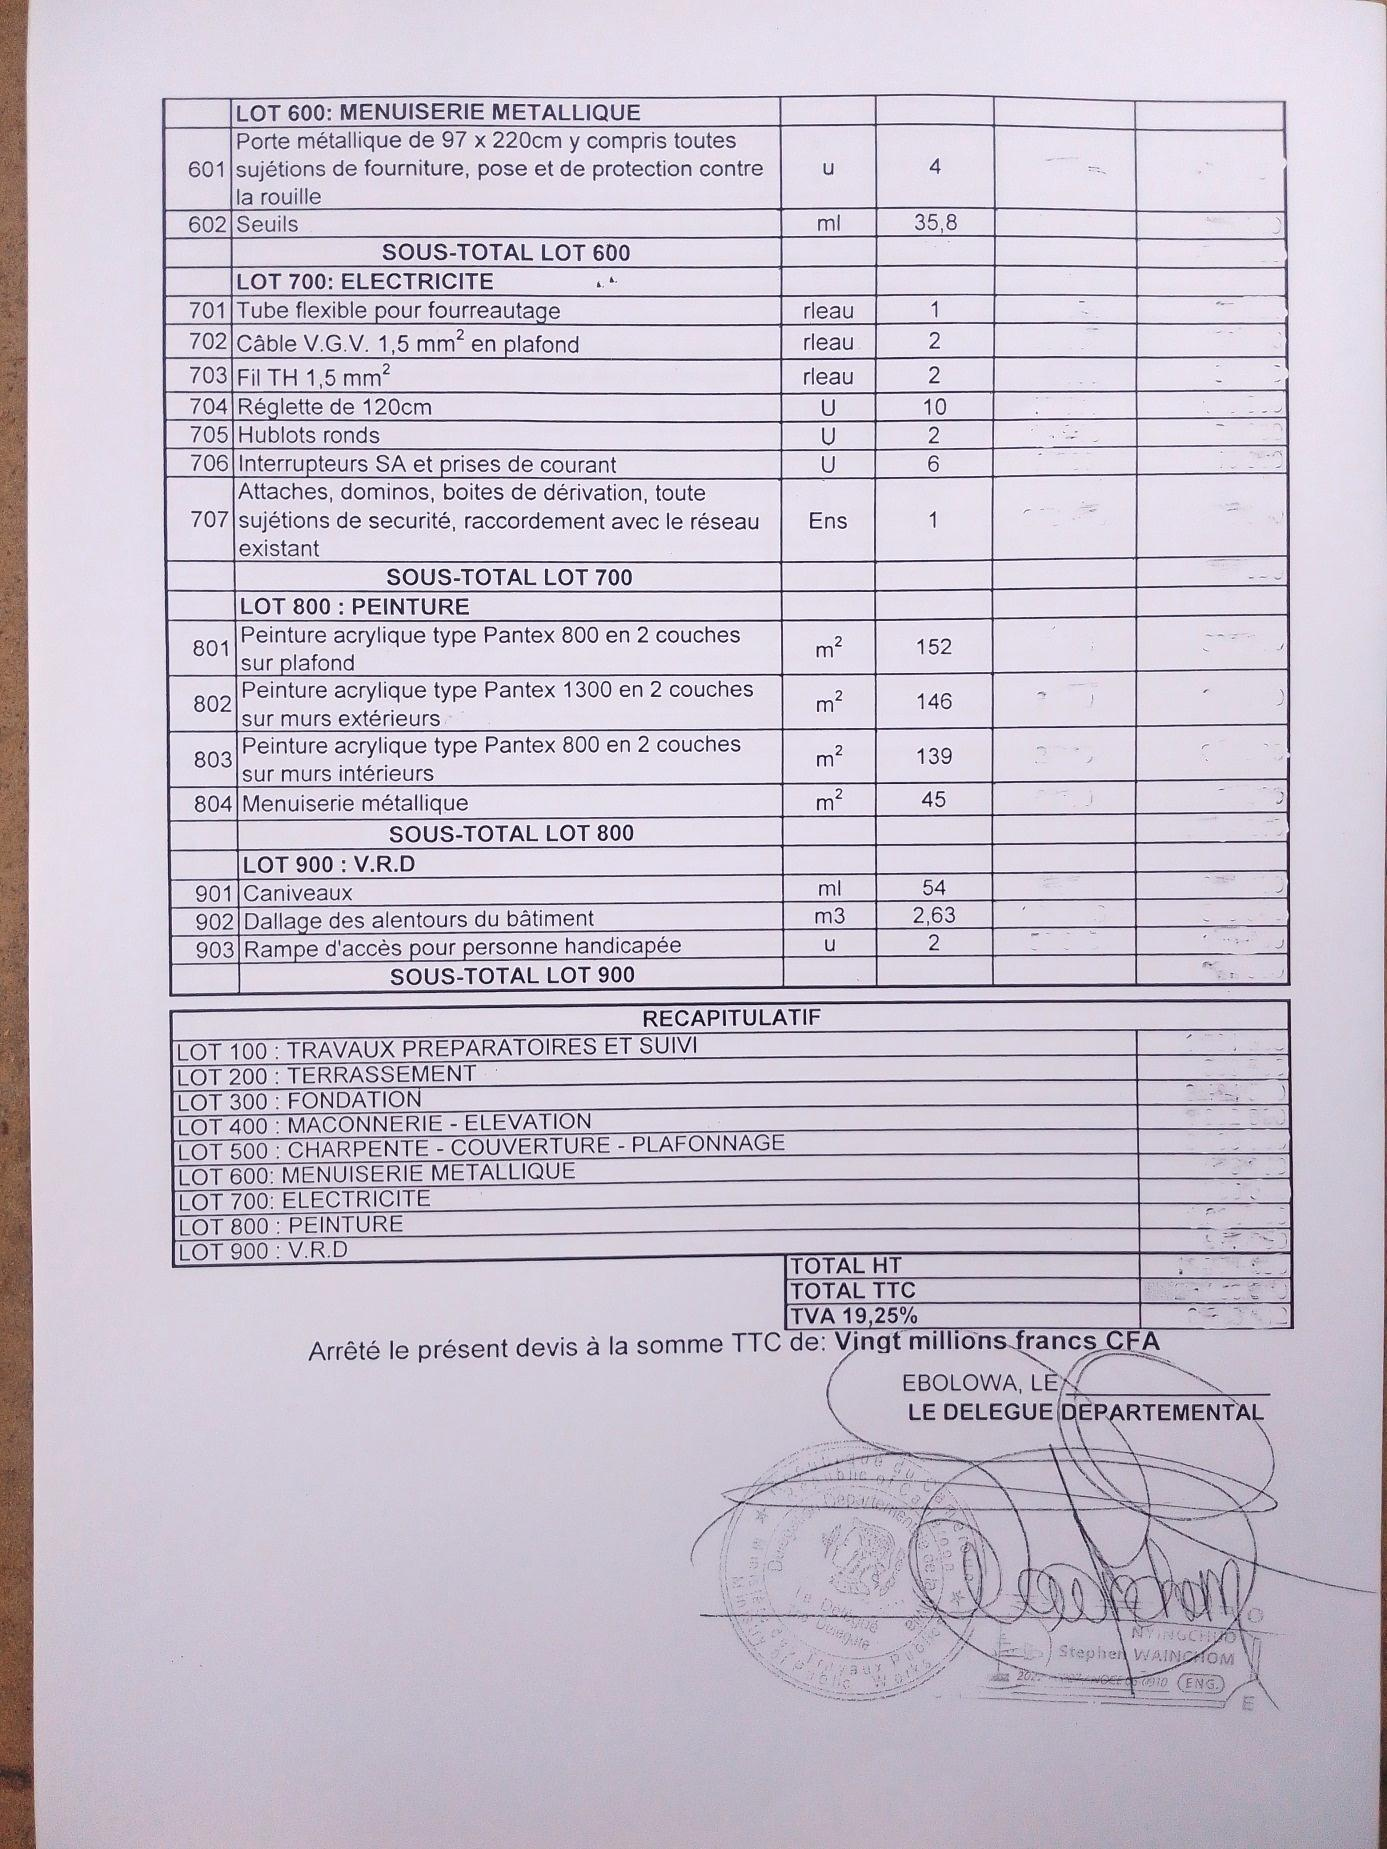 LOT 600: MENUISERIE METALLIQUE
Porte métallique de 97 x 220cm y compris toutes
601 sujétions de fourniture, pose et de protection contre u 4
la rouille
602 Seuils ml 35,8
SOUS-TOTAL LOT 600
LOT 700: ELECTRICITE
701 Tube flexible pour fourreautage rleau 1
702 Câble V.G.V. 1,5 mm² en plafond rleau 2
703 Fil TH 1,5 mm² rleau 2
704 Réglette de 120cm U 10
705 Hublots ronds U 2
706 Interrupteurs SA et prises de courant U 6
Attaches, dominos, boites de dérivation, toute
707 sujétions de securité, raccordement avec le réseau Ens 1
existant
SOUS-TOTAL LOT 700
LOT 800 : PEINTURE
801 Peinture acrylique type Pantex 800 en 2 couches m² 152
sur plafond
802 Peinture acrylique type Pantex 1300 en 2 couches m² 146
sur murs extérieurs
803 Peinture acrylique type Pantex 800 en 2 couches m² 139
sur murs intérieurs
804 Menuiserie métallique m² 45
SOUS-TOTAL LOT 800
LOT 900 : V.R.D
901 Caniveaux ml 54
902 Dallage des alentours du bâtiment m3 2,63
903 Rampe d'accès pour personne handicapée u 2
SOUS-TOTAL LOT 900
RECAPITULATIF
LOT 100 : TRAVAUX PREPARATOIRES ET SUIVI
LOT 200 : TERRASSEMENT
LOT 300 : FONDATION
LOT 400 : MACONNERIE - ELEVATION
LOT 500 : CHARPENTE - COUVERTURE - PLAFONNAGE
LOT 600: MENUISERIE METALLIQUE
LOT 700: ELECTRICITE
LOT 800 : PEINTURE
LOT 900 : V.R.D
TOTAL HT
TOTAL TTC
TVA 19,25%
Arrêté le présent devis à la somme TTC de: Vingt millions francs CFA
EBOLOWA, LE
LE DELEGUE DEPARTEMENTAL
Le Délégué
Travaux Publics
Stephen WAINCHOM
ENG.